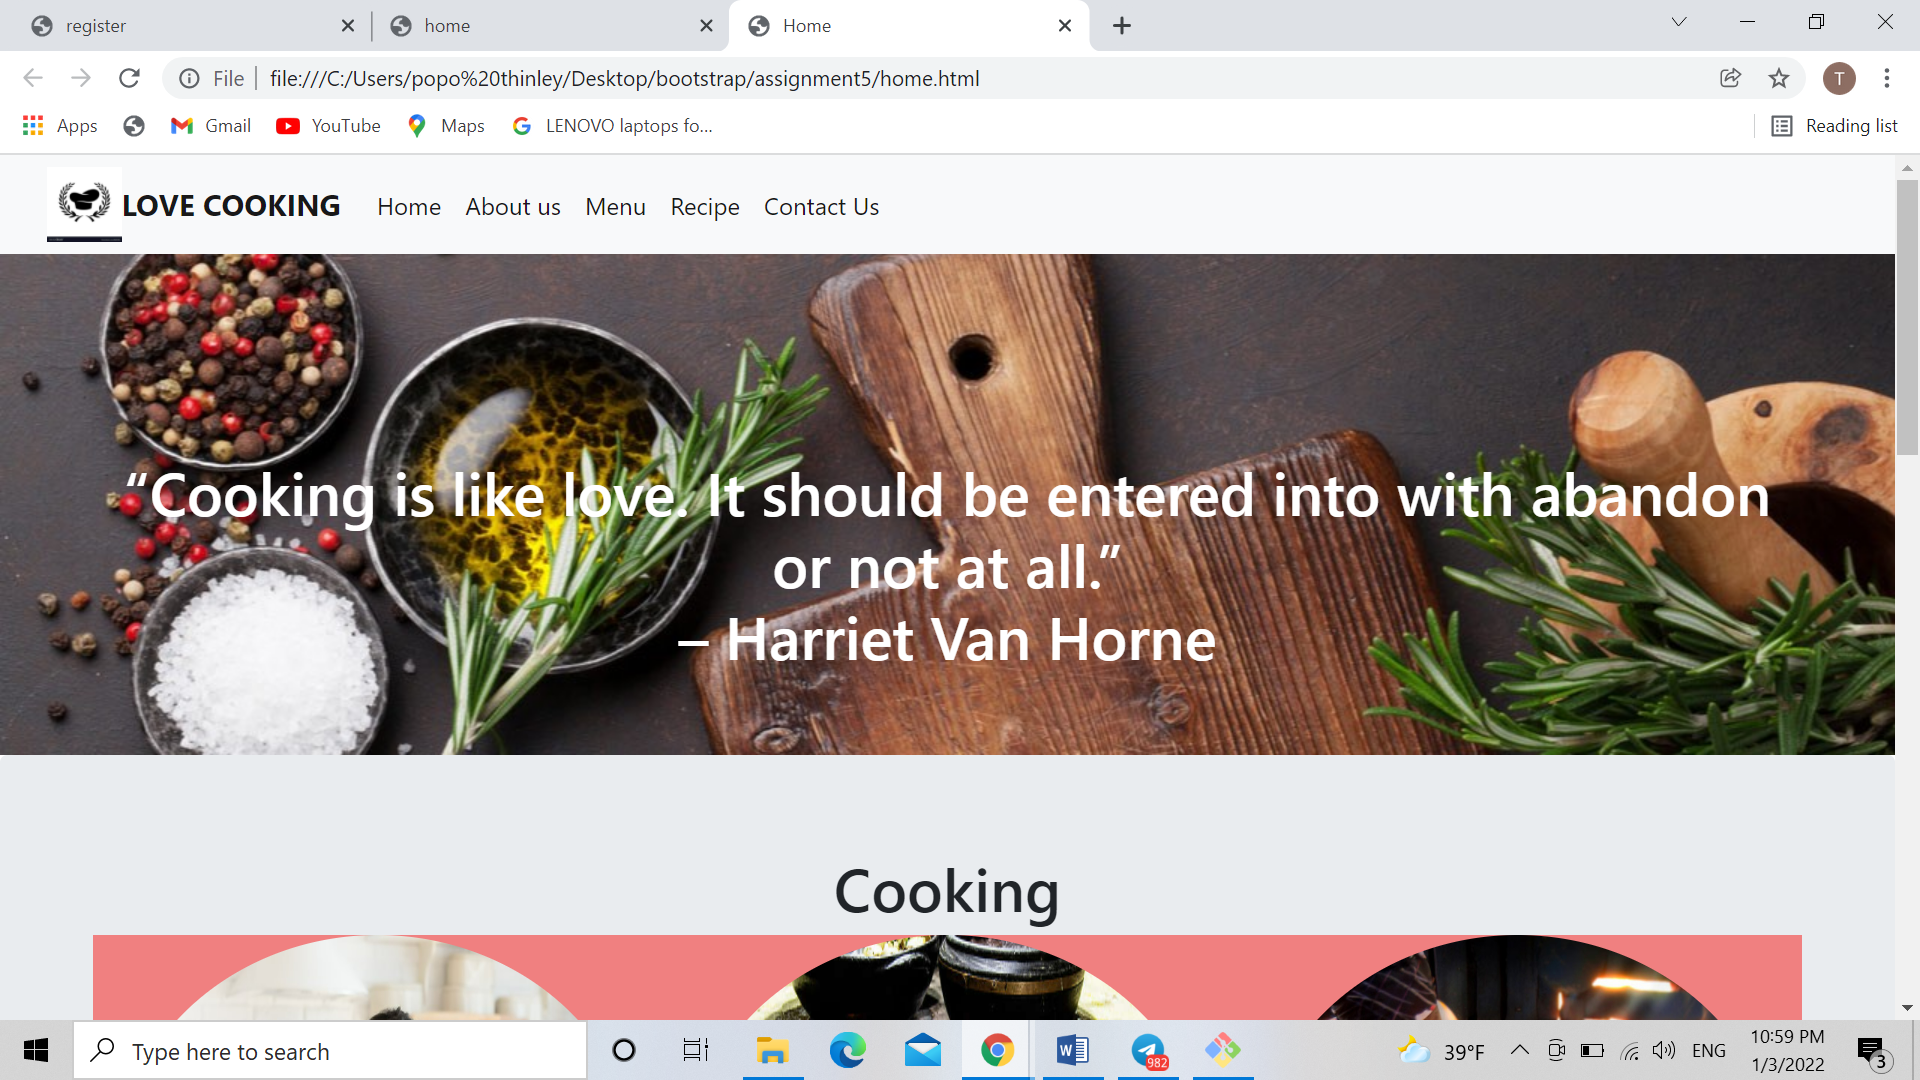 register
home
Home
File
file:///C:/Users/popo%20thinley/Desktop/bootstrap/assignment5/home.html
Apps
Gmail
YouTube
Maps
LENOVO laptops fo...
Reading list
T
LOVE COOKING
Home
About us
Menu
Recipe
Contact Us
“Cooking is like love. It should be entered into with abandon
or not at all.”
– Harriet Van Horne
Cooking
Type here to search
982
39°F
ENG
10:59 PM
1/3/2022
3